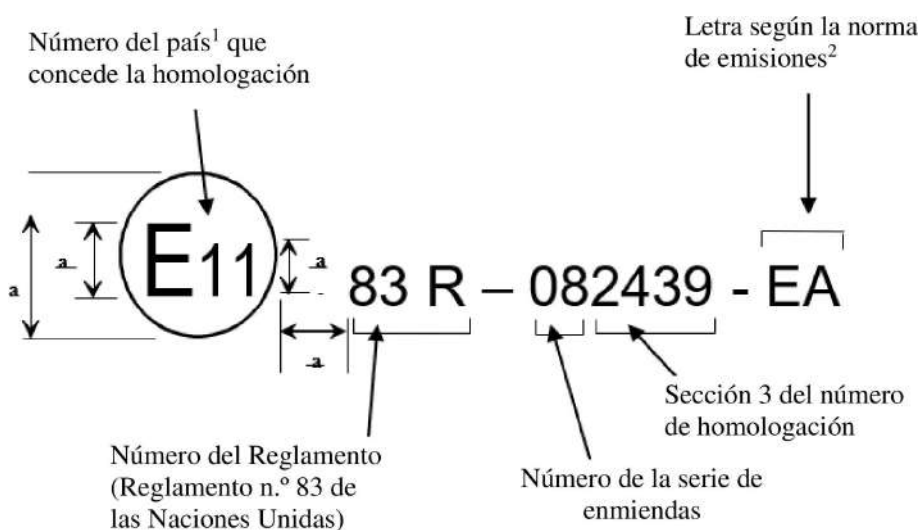 Número del país¹ que
concede la homologación
Letra según la norma
de emisiones²
a
a
E11
a
a
83 R – 082439 - EA
Sección 3 del número
de homologación
Número del Reglamento
(Reglamento n.º 83 de
las Naciones Unidas)
Número de la serie de
enmiendas